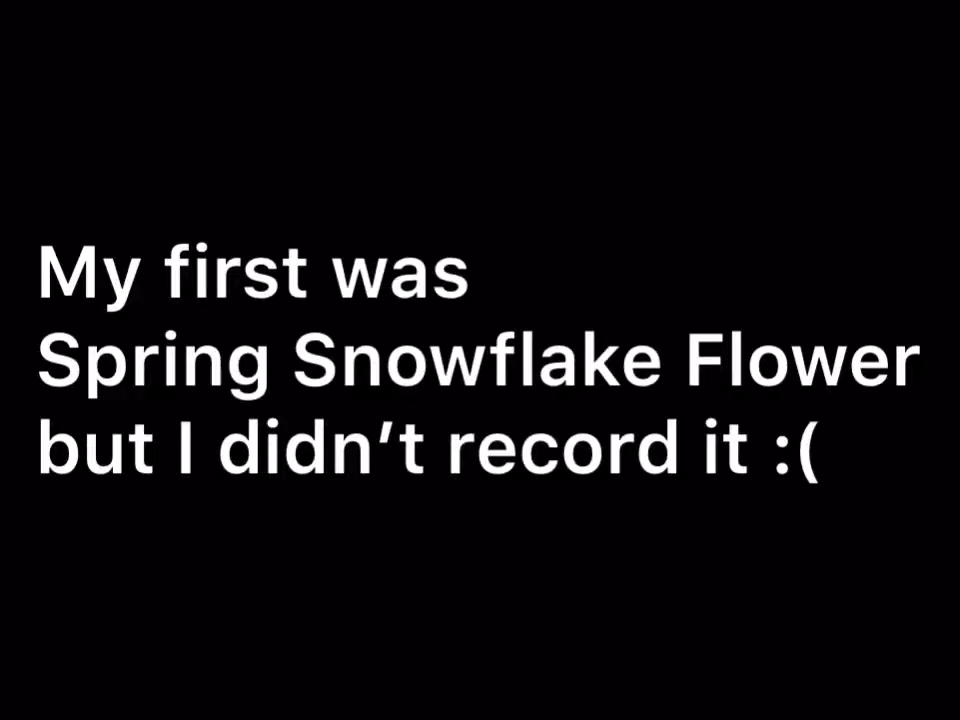 My first was
Spring Snowflake Flower
but I didn’t record it :(